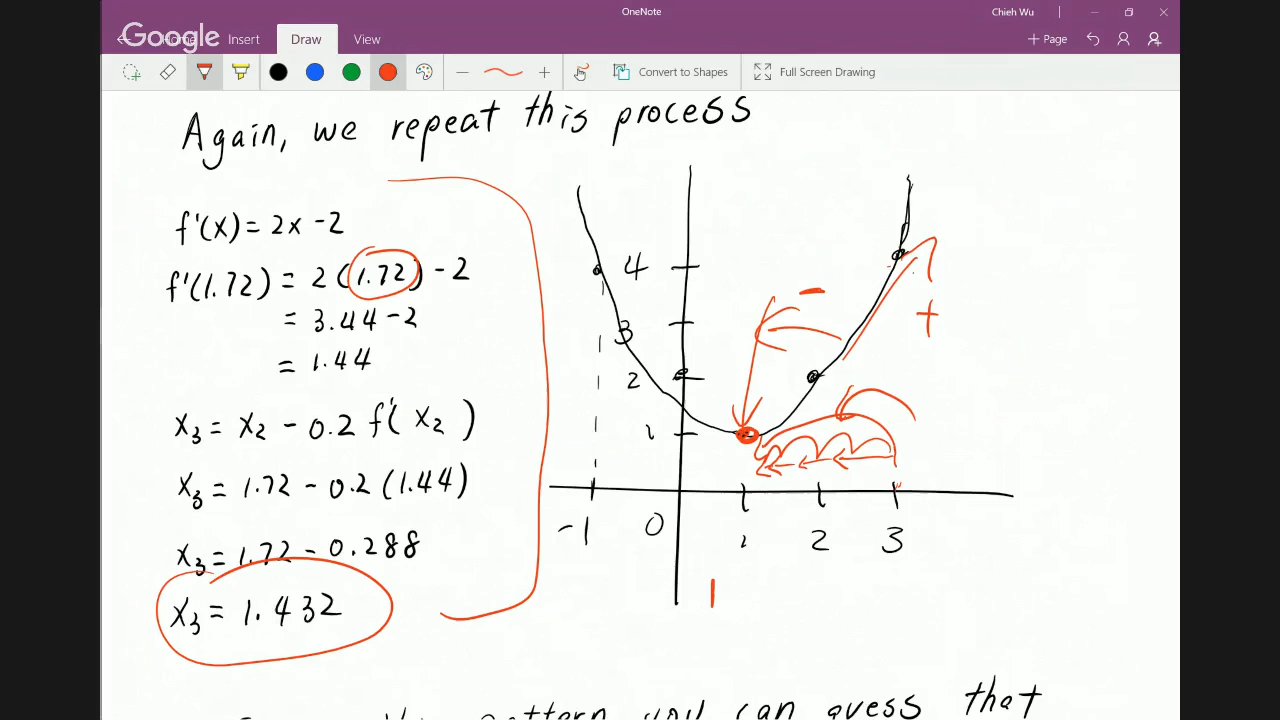 OneNote
Chieh Wu
Google
Insert
Draw
View
+ Page
Convert to Shapes
Full Screen Drawing
Again, we repeat this process
f'(x) = 2x - 2
f'(1.72) = 2(1.72) - 2
= 3.44 - 2
= 1.44
x₃ = x₂ - 0.2 f'(x₂)
x₃ = 1.72 - 0.2(1.44)
x₃ = 1.72 - 0.288
x₃ = 1.432
4
3
2
1
-1 0 1 2 3
-
+
pattern you can guess that